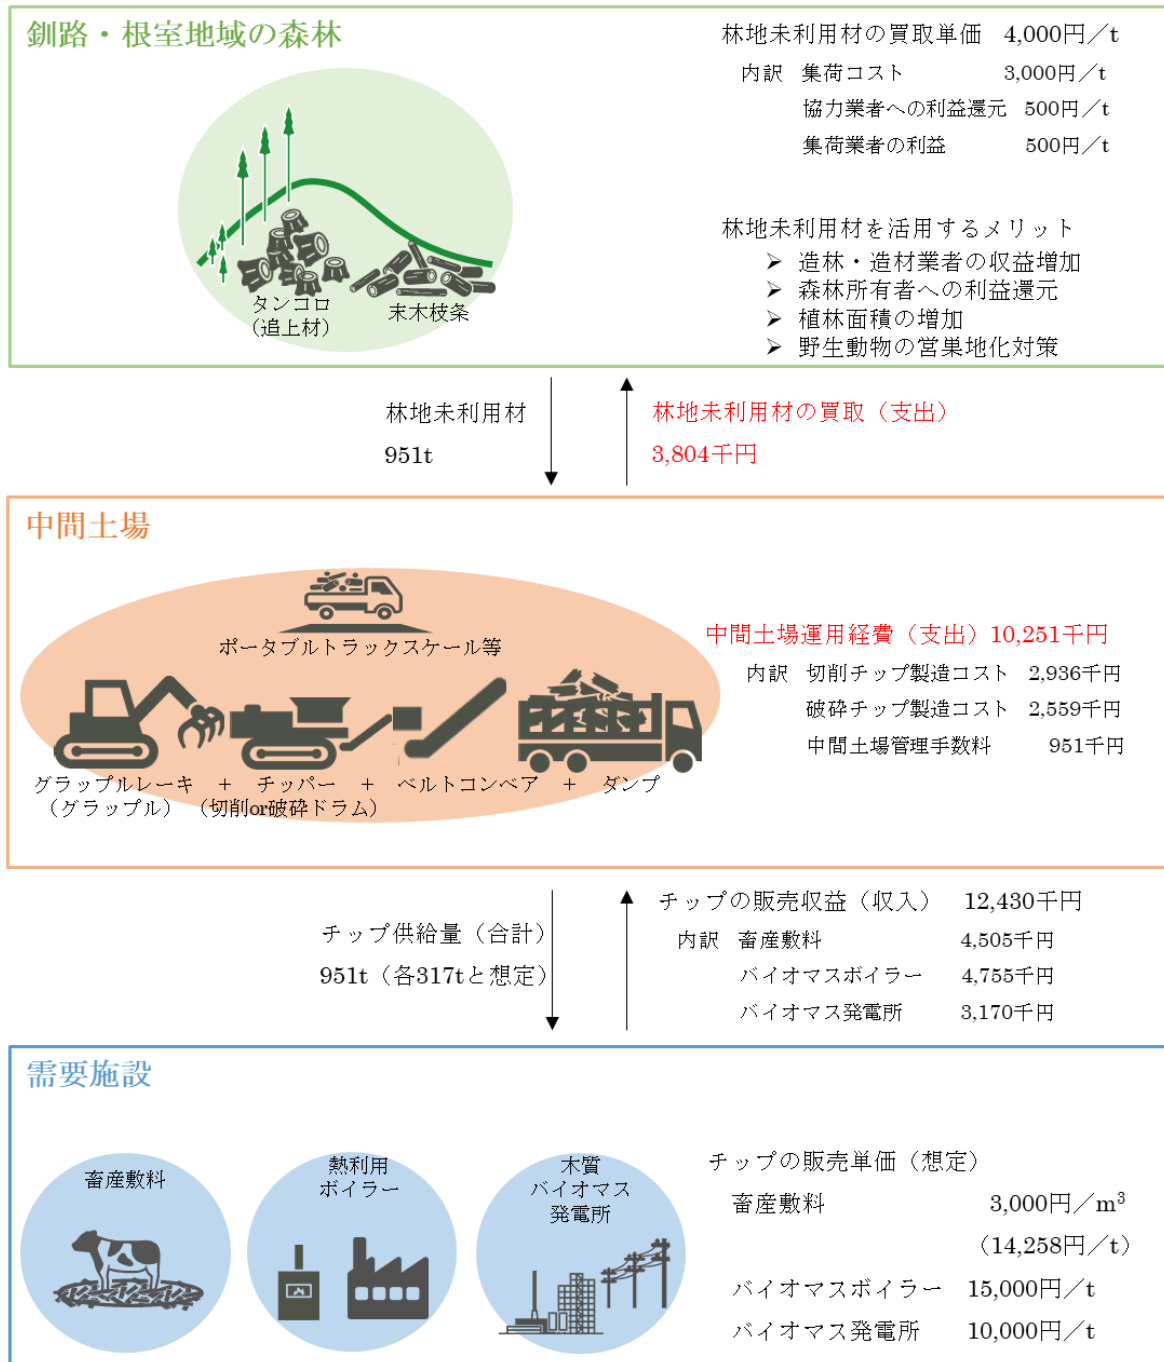 釧路・根室地域の森林
林地未利用材の買取単価 4,000円／t
内訳 集荷コスト 3,000円／t
協力業者への利益還元 500円／t
集荷業者の利益 500円／t
林地未利用材を活用するメリット
➢ 造林・造材業者の収益増加
➢ 森林所有者への利益還元
➢ 植林面積の増加
➢ 野生動物の営巣地化対策
タンコロ
（追上材）
末木枝条
林地未利用材
951t
林地未利用材の買取（支出）
3,804千円
中間土場
ポータブルトラックスケール等
グラップルレーキ ＋ チッパー ＋ ベルトコンベア ＋ ダンプ
（グラップル） （切削or破砕ドラム）
中間土場運用経費（支出）10,251千円
内訳 切削チップ製造コスト 2,936千円
破砕チップ製造コスト 2,559千円
中間土場管理手数料 951千円
チップ供給量（合計）
951t（各317tと想定）
チップの販売収益（収入） 12,430千円
内訳 畜産敷料 4,505千円
バイオマスボイラー 4,755千円
バイオマス発電所 3,170千円
需要施設
畜産敷料
熱利用
ボイラー
木質
バイオマス
発電所
チップの販売単価（想定）
畜産敷料 3,000円／m³
（14,258円／t）
バイオマスボイラー 15,000円／t
バイオマス発電所 10,000円／t